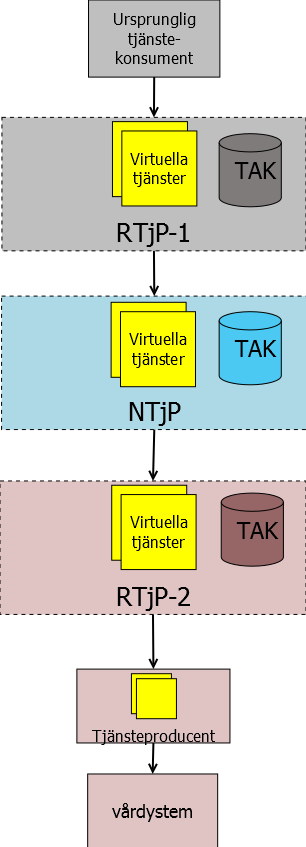 Ursprunglig
tjänste-
konsument
Virtuella
tjänster
TAK
RTjP-1
Virtuella
tjänster
TAK
NTjP
Virtuella
tjänster
TAK
RTjP-2
Tjänsteproducent
vårdystem